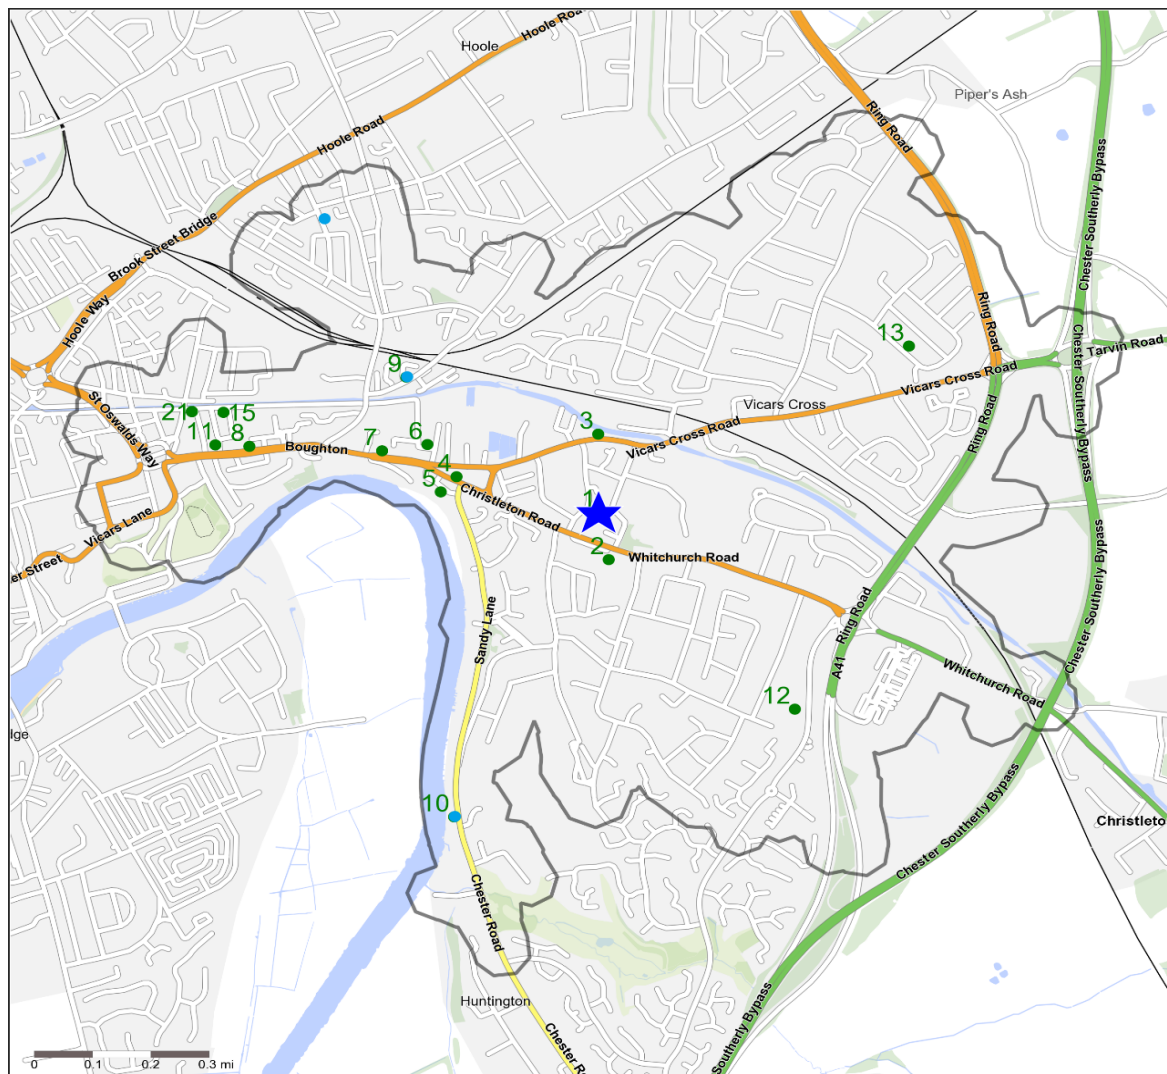 Hoole Road
Hoole
Piper's Ash
Ring Road
Chester Southerly Bypass
Hoole Road
Brook Street Bridge
Chester Southerly Bypass
Hoole Way
Ring Road
13
Tarvin Road
Chester Southerly Bypass
9
Vicars Cross Road
St Oswalds Way
21
15
Vicars Cross
3
11
8
Boughton
7
6
Vicars Cross Road
Ring Road
4
5
Christleton Road
1
Vicars Lane
er Street
2
Whitchurch Road
Chester Southerly Bypass
Sandy Lane
Ring Road
A41
Whitchurch Road
12
lge
10
Christleto
Chester Southerly Bypass
Chester Road
Huntington
Southerly Bypass
Chester Ro
0 0.1 0.2 0.3 mi